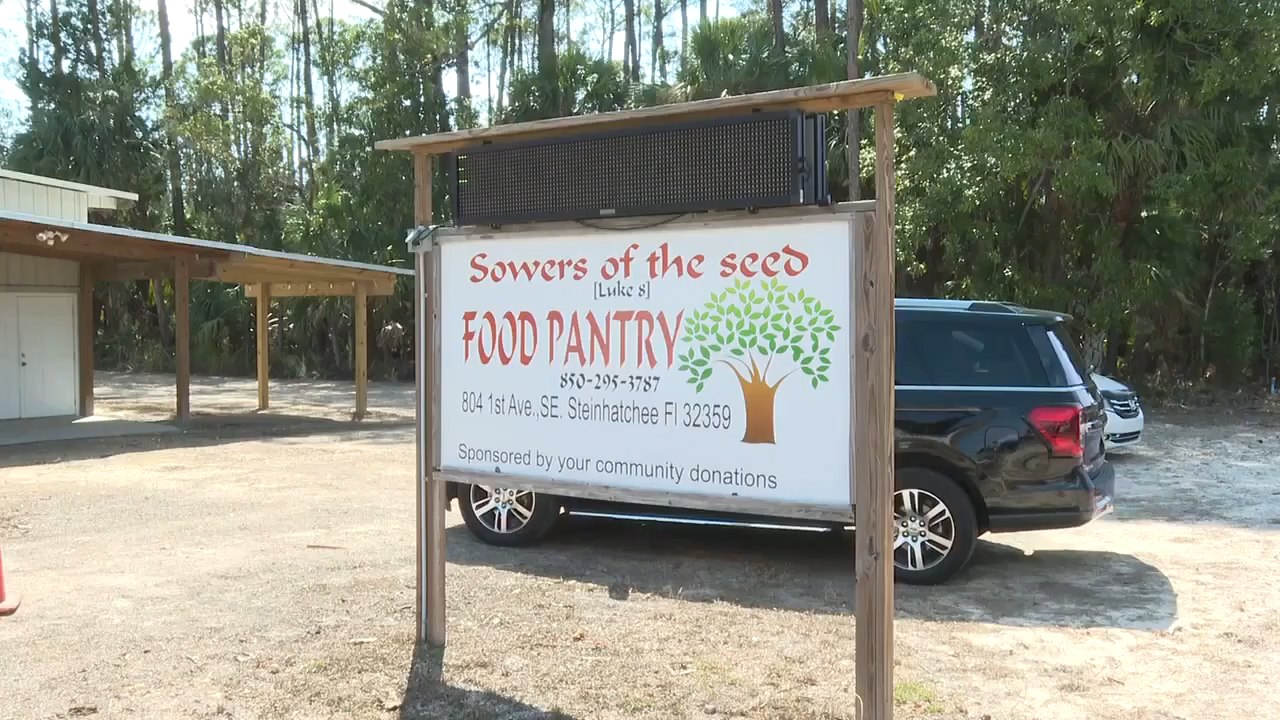 Sowers of the seed
[Luke 8]
FOOD PANTRY
850-295-3787
804 1st Ave.,SE. Steinhatchee Fl 32359
Sponsored by your community donations